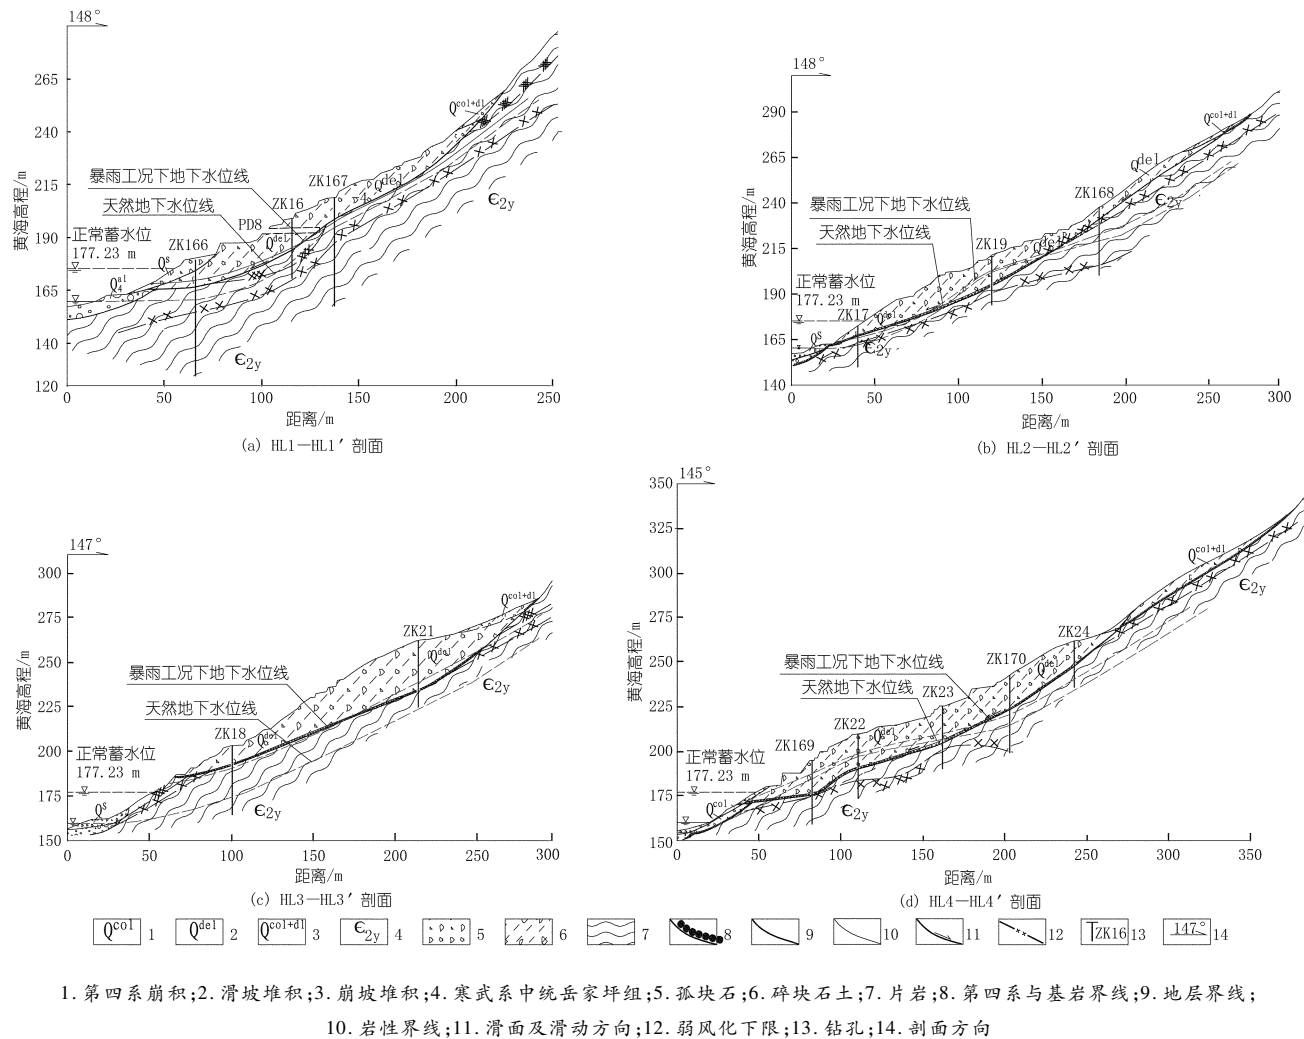 148°
265
240
215
190
165
140
120
黄海高程/m
暴雨工况下地下水位线
天然地下水位线
正常蓄水位
177.23 m
ZK166
PD8
ZK16
ZK167
Q^col+dl
Q^del
Q^del
Q^s
Q_4^al
Є2y
Є2y
0 50 100 150 200 250
距离/m
(a) HL1—HL1′剖面
148°
290
265
240
215
190
165
140
黄海高程/m
暴雨工况下地下水位线
天然地下水位线
正常蓄水位
177.23 m
ZK17
ZK19
ZK168
Q^col+dl
Q^del
Q^del
Q^del
Q^s
Є2y
Є2y
0 50 100 150 200 250 300
距离/m
(b) HL2—HL2′剖面
147°
300
275
250
225
200
175
150
黄海高程/m
暴雨工况下地下水位线
天然地下水位线
正常蓄水位
177.23 m
ZK18
ZK21
Q^col+dl
Q^del
Q^del
Q^s
Є2y
Є2y
0 50 100 150 200 250 300
距离/m
(c) HL3—HL3′剖面
145°
350
325
300
275
250
225
200
175
150
黄海高程/m
暴雨工况下地下水位线
天然地下水位线
正常蓄水位
177.23 m
ZK169
ZK22
ZK23
ZK170
ZK24
Q^col+dl
Q^del
Q^del
Q^col
Є2y
Є2y
0 50 100 150 200 250 300 350
距离/m
(d) HL4—HL4′剖面
Q^col 1 Q^del 2 Q^col+dl 3 Є2y 4 5 6 7 8 9 10 11 12 ZK16 13 147° 14
1. 第四系崩积;2. 滑坡堆积;3. 崩坡堆积;4. 寒武系中统岳家坪组;5. 孤块石;6. 碎块石土;7. 片岩;8. 第四系与基岩界线;9. 地层界线;
10. 岩性界线;11. 滑面及滑动方向;12. 弱风化下限;13. 钻孔;14. 剖面方向